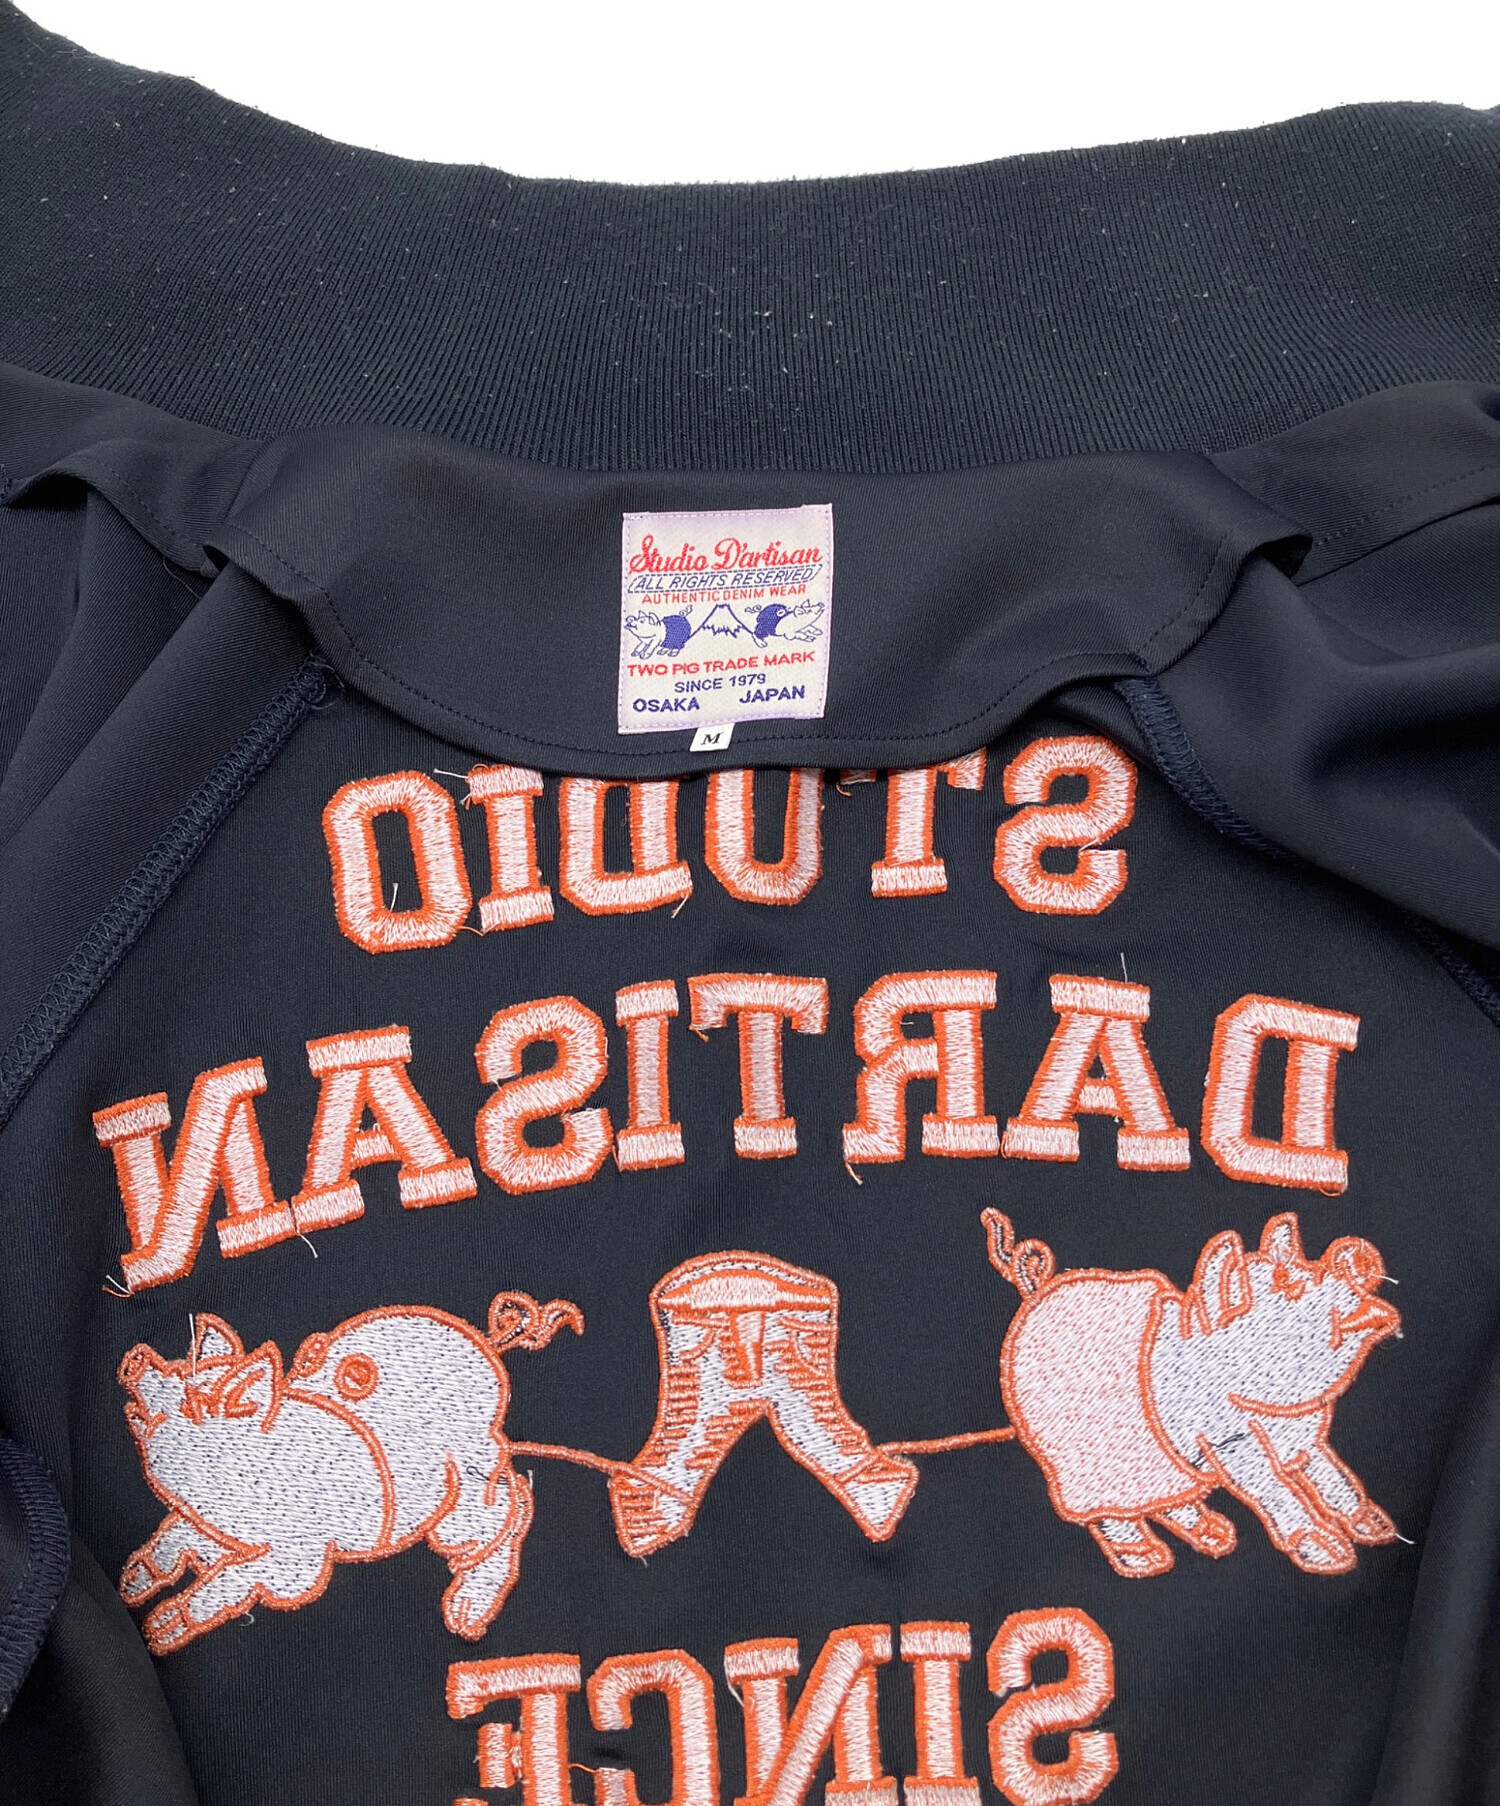 Studio D'artisan
ALL RIGHTS RESERVED
AUTHENTIC DENIM WEAR
TWO PIG TRADE MARK
SINCE 1979
OSAKA JAPAN
M
STUDIO
DARTISAN
SINCE